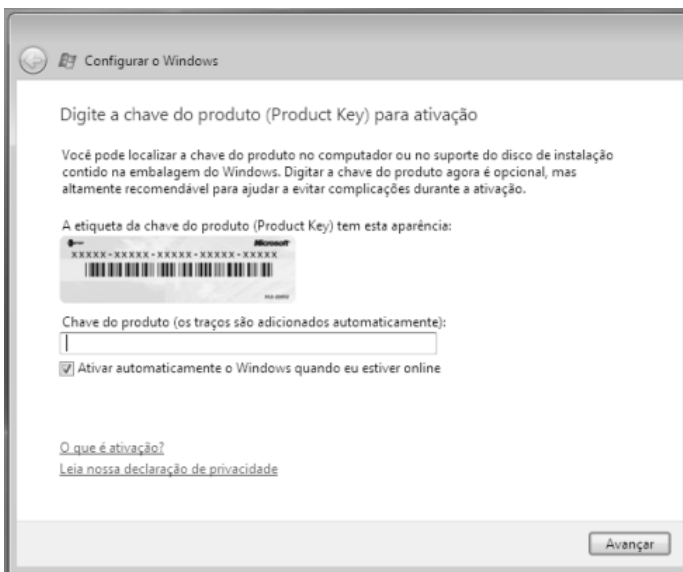 Configurar o Windows
Digite a chave do produto (Product Key) para ativação
Você pode localizar a chave do produto no computador ou no suporte do disco de instalação
contido na embalagem do Windows. Digitar a chave do produto agora é opcional, mas
altamente recomendável para ajudar a evitar complicações durante a ativação.
A etiqueta da chave do produto (Product Key) tem esta aparência:
Microsoft
XXXXX-XXXXX-XXXXX-XXXXX-XXXXX
Chave do produto (os traços são adicionados automaticamente):
Ativar automaticamente o Windows quando eu estiver online
O que é ativação?
Leia nossa declaração de privacidade
Avançar